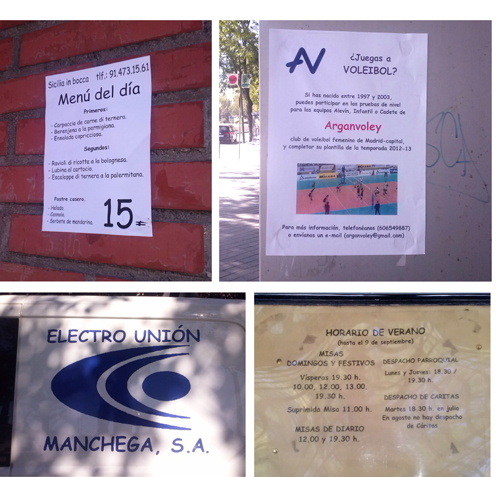 Sicilia in bocca tlf.: 91.473.15.61
Menú del día
Primeros:
- Carpaccio de carne di ternera.
- Berenjena a la parmigiana.
- Ensalada capricciosa.
Segundos:
- Ravioli di ricotta a la bolognesa.
- Lubina al cartocio.
- Escaloppe di ternera a la palermitana.
Postre casero.
- Helado.
- Cannolo.
- Sorbete de mandarina.
15.-€
¿Juegas a
VOLEIBOL?
Si has nacido entre 1997 y 2003,
puedes participar en las pruebas de nivel
para los equipos Alevín, Infantil o Cadete de
Arganvoley
club de voleibol femenino de Madrid-capital,
y completar su plantilla de la temporada 2012-13
Para más información, telefonéanos (606549887)
o envíanos un e-mail (arganvoley@gmail.com)
ELECTRO UNIÓN
MANCHEGA, S.A.
HORARIO DE VERANO
(hasta el 9 de septiembre)
MISAS
DOMINGOS Y FESTIVOS
Vísperas 19.30 h.
10.00, 12.00, 13.00,
19.30 h.
Suprimida Misa 11.00 h.
MISAS DE DIARIO
12.00 y 19.30 h.
DESPACHO PARROQUIAL
Lunes y Jueves: 18.30 /
19.30 h.
DESPACHO DE CARITAS
Martes 18.30 h. en julio
En agosto no hay despacho
de Cáritas